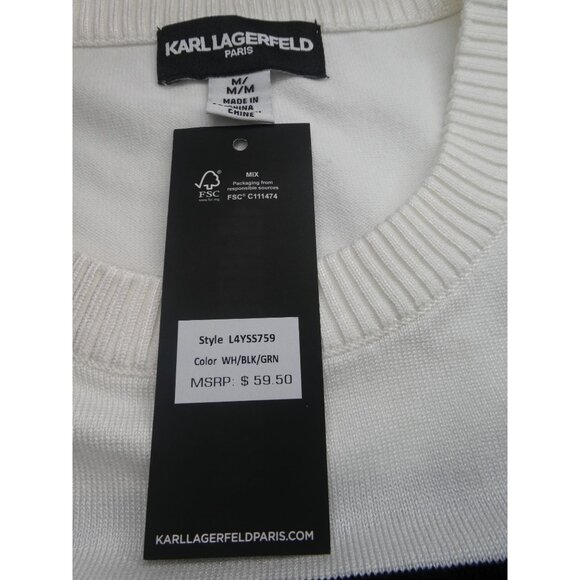 KARL LAGERFELD
PARIS
M/
M/M
MADE IN
CHINA
CHINE
MIX
Packaging from
responsible sources
FSC® C111474
FSC
www.fsc.org
Style L4YSS759
Color WH/BLK/GRN
MSRP: $ 59.50
KARLLAGERFELDPARIS.COM